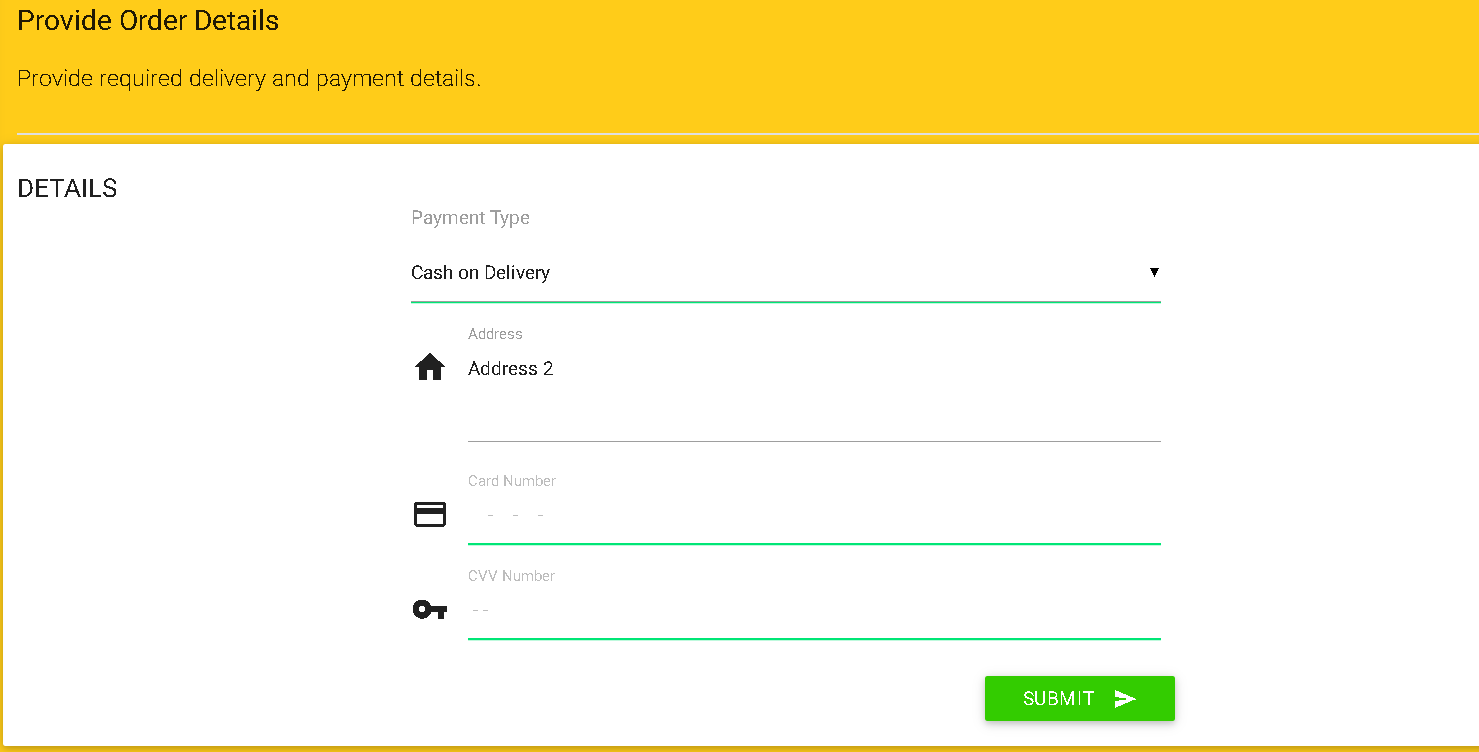 Provide Order Details
Provide required delivery and payment details.
DETAILS
Payment Type
Cash on Delivery
Address
Address 2
Card Number
- - -
CVV Number
--
SUBMIT